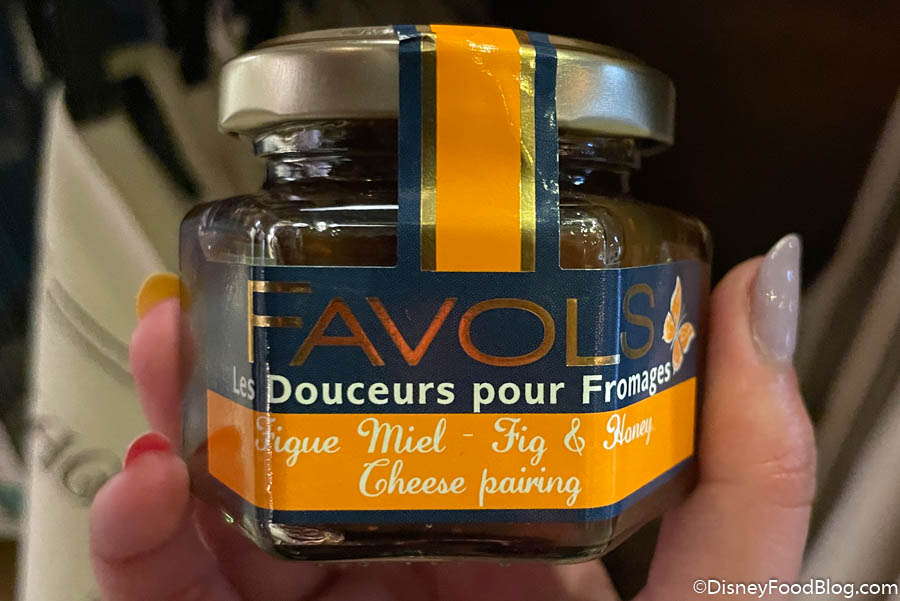 FAVOLS
Les Douceurs pour Fromages
Figue Miel - Fig & Honey
Cheese pairing
©DisneyFoodBlog.com